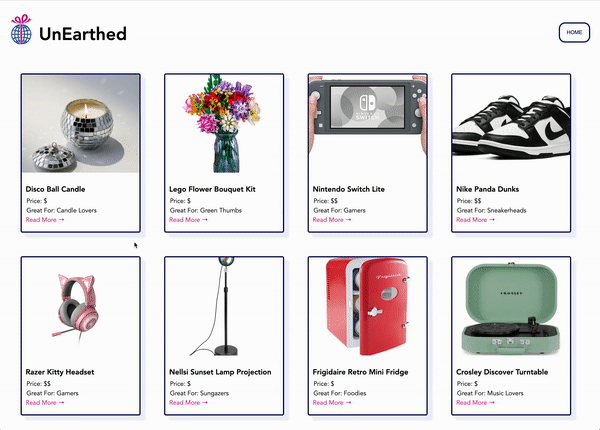 UnEarthed
HOME
Disco Ball Candle
Price: $
Great For: Candle Lovers
Read More →
Lego Flower Bouquet Kit
Price: $
Great For: Green Thumbs
Read More →
SWITCH
Nintendo Switch Lite
Price: $$
Great For: Gamers
Read More →
Nike Panda Dunks
Price: $$
Great For: Sneakerheads
Read More →
Razer Kitty Headset
Price: $$
Great For: Gamers
Read More →
Nellsi Sunset Lamp Projection
Price: $
Great For: Sungazers
Read More →
Frigidaire
Frigidaire Retro Mini Fridge
Price: $
Great For: Foodies
Read More →
CROSLEY
Crosley Discover Turntable
Price: $
Great For: Music Lovers
Read More →